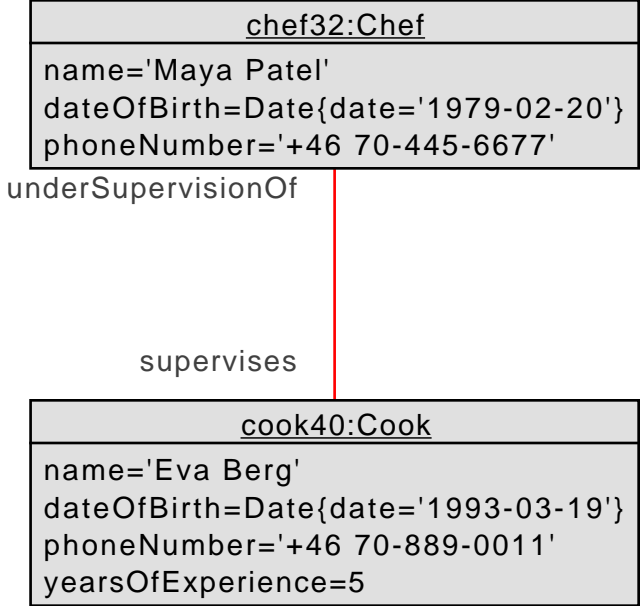 chef32:Chef
name='Maya Patel'
dateOfBirth=Date{date='1979-02-20'}
phoneNumber='+46 70-445-6677'
underSupervisionOf
supervises
cook40:Cook
name='Eva Berg'
dateOfBirth=Date{date='1993-03-19'}
phoneNumber='+46 70-889-0011'
yearsOfExperience=5